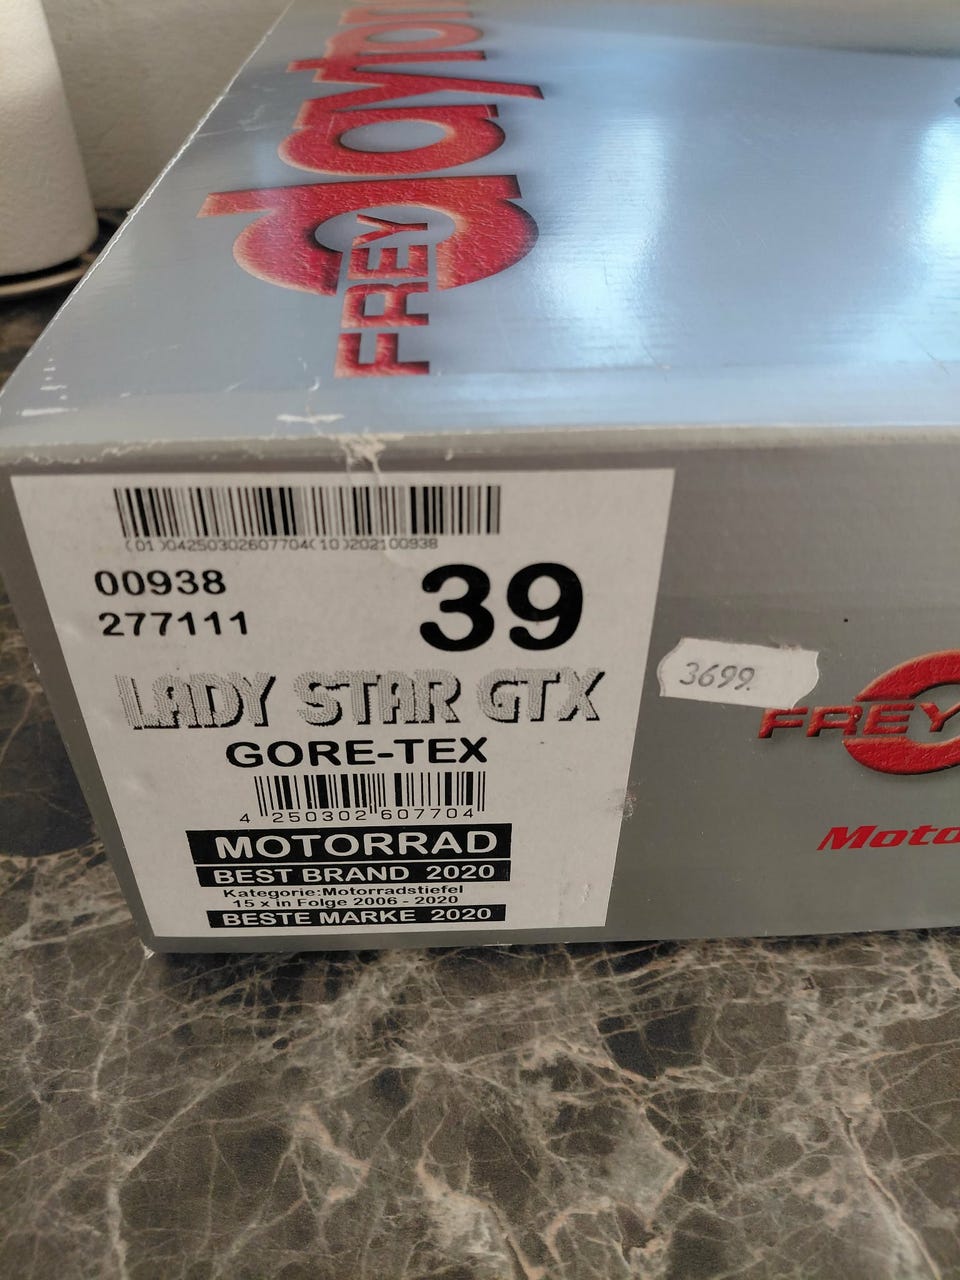 dayton
FREY
(01)04250302607704(10)202100938
00938
277111
39
LADY STAR GTX
GORE-TEX
4 250302 607704
MOTORRAD
BEST BRAND 2020
Kategorie:Motorradstiefel
15 x in Folge 2006 - 2020
BESTE MARKE 2020
3699.
FREY
Moto